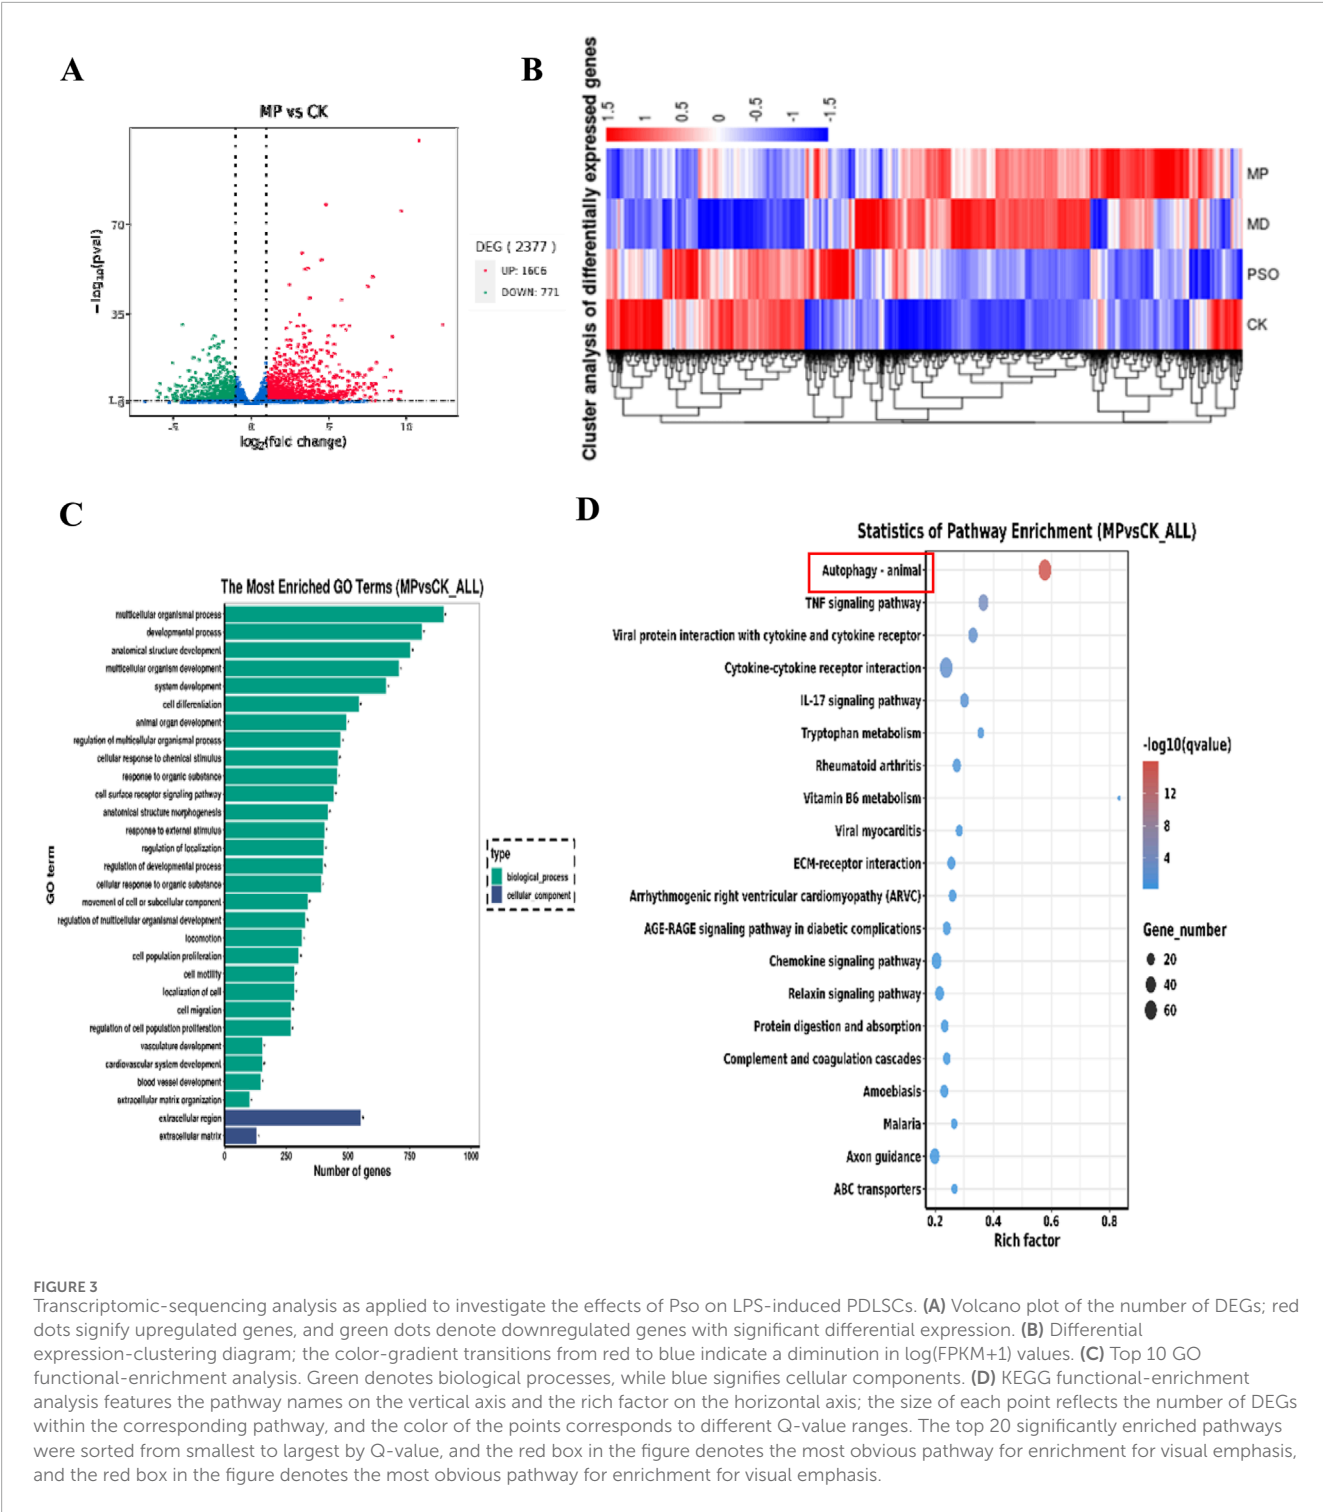 A
MP vs CK
−log10(pval)
70
35
1.3
0
-5
0
5
10
log2(fold change)
DEG ( 2377 )
UP: 1606
DOWN: 771
B
Cluster analysis of differentially expressed genes
1.5
1
0.5
0
-0.5
-1
-1.5
MP
MD
PSO
CK
C
The Most Enriched GO Terms (MPvsCK_ALL)
GO term
multicellular organismal process
developmental process
anatomical structure development
multicellular organism development
system development
cell differentiation
animal organ development
regulation of multicellular organismal process
cellular response to chemical stimulus
response to organic substance
cell surface receptor signaling pathway
anatomical structure morphogenesis
response to external stimulus
regulation of localization
regulation of developmental process
cellular response to organic substance
movement of cell or subcellular component
regulation of multicellular organismal development
locomotion
cell population proliferation
cell motility
localization of cell
cell migration
regulation of cell population proliferation
vasculature development
cardiovascular system development
blood vessel development
extracellular matrix organization
extracellular region
extracellular matrix
0
250
500
750
1000
Number of genes
type
biological_process
cellular_component
D
Statistics of Pathway Enrichment (MPvsCK_ALL)
Autophagy - animal
TNF signaling pathway
Viral protein interaction with cytokine and cytokine receptor
Cytokine-cytokine receptor interaction
IL-17 signaling pathway
Tryptophan metabolism
Rheumatoid arthritis
Vitamin B6 metabolism
Viral myocarditis
ECM-receptor interaction
Arrhythmogenic right ventricular cardiomyopathy (ARVC)
AGE-RAGE signaling pathway in diabetic complications
Chemokine signaling pathway
Relaxin signaling pathway
Protein digestion and absorption
Complement and coagulation cascades
Amoebiasis
Malaria
Axon guidance
ABC transporters
0.2
0.4
0.6
0.8
Rich factor
-log10(qvalue)
12
8
4
Gene_number
20
40
60
FIGURE 3
Transcriptomic-sequencing analysis as applied to investigate the effects of Pso on LPS-induced PDLSCs. (A) Volcano plot of the number of DEGs; red
dots signify upregulated genes, and green dots denote downregulated genes with significant differential expression. (B) Differential
expression-clustering diagram; the color-gradient transitions from red to blue indicate a diminution in log(FPKM+1) values. (C) Top 10 GO
functional-enrichment analysis. Green denotes biological processes, while blue signifies cellular components. (D) KEGG functional-enrichment
analysis features the pathway names on the vertical axis and the rich factor on the horizontal axis; the size of each point reflects the number of DEGs
within the corresponding pathway, and the color of the points corresponds to different Q-value ranges. The top 20 significantly enriched pathways
were sorted from smallest to largest by Q-value, and the red box in the figure denotes the most obvious pathway for enrichment for visual emphasis,
and the red box in the figure denotes the most obvious pathway for enrichment for visual emphasis.